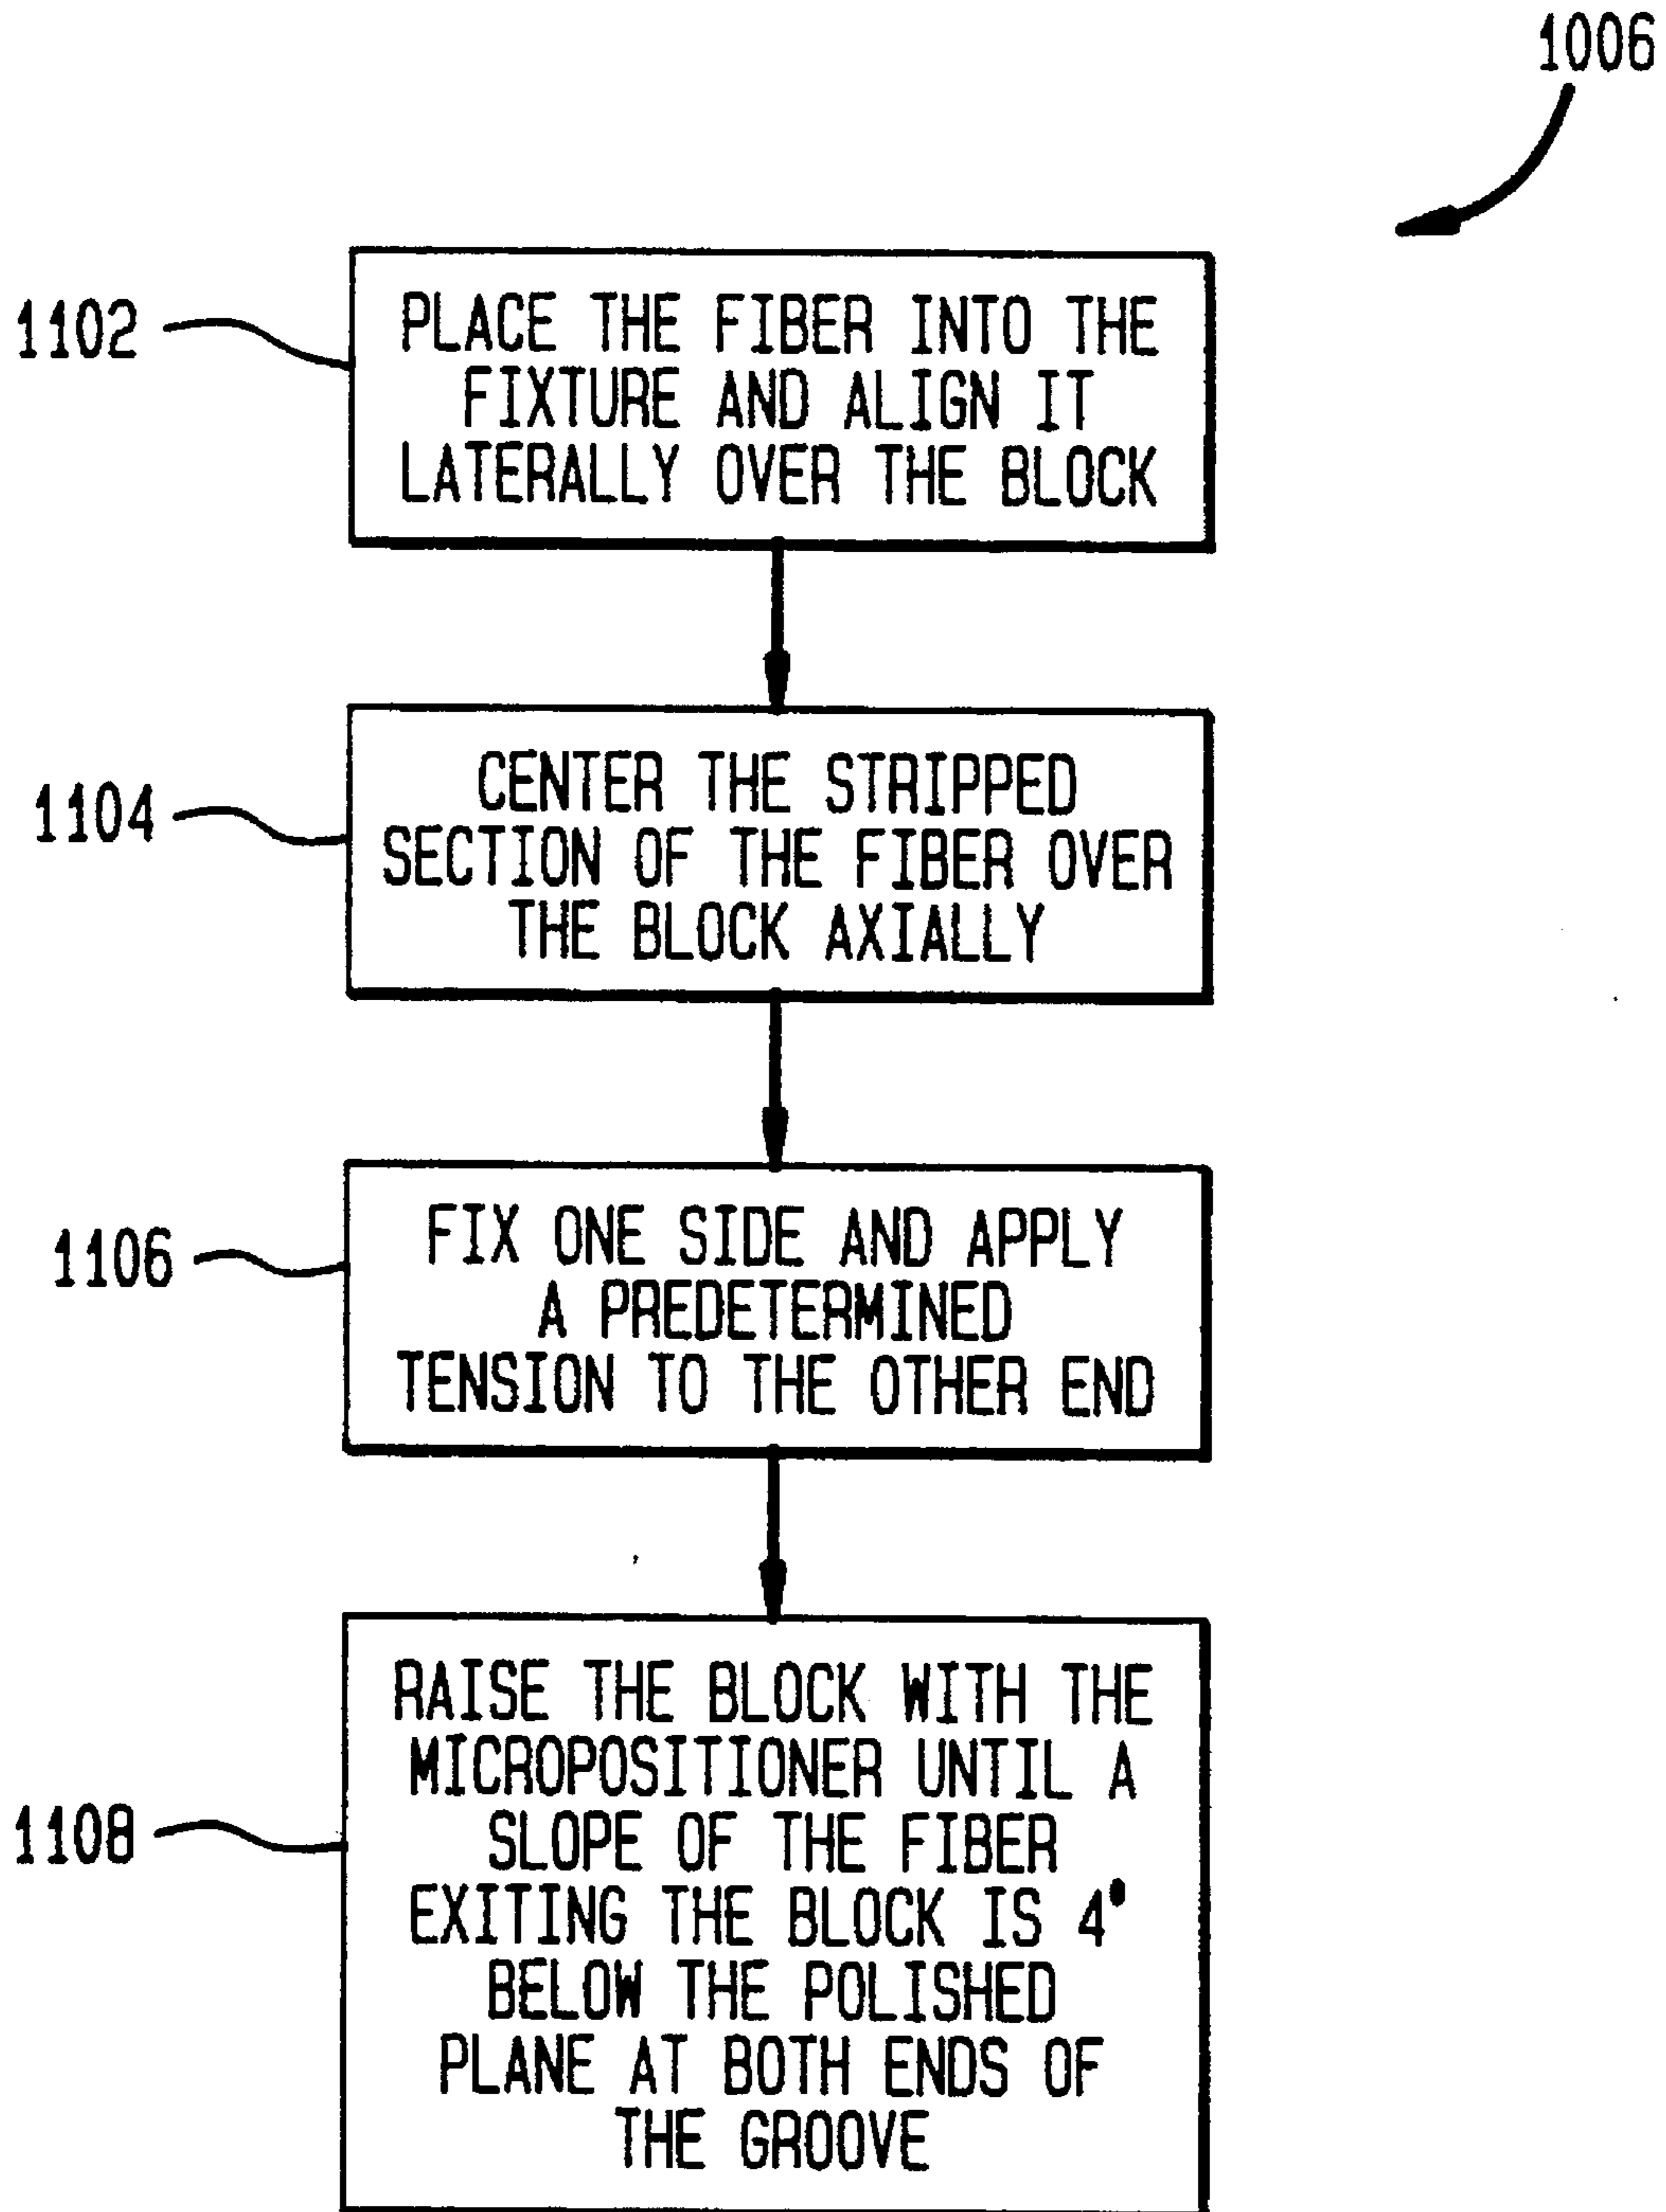 1006
1102
PLACE THE FIBER INTO THE
FIXTURE AND ALIGN IT
LATERALLY OVER THE BLOCK
1104
CENTER THE STRIPPED
SECTION OF THE FIBER OVER
THE BLOCK AXIALLY
1106
FIX ONE SIDE AND APPLY
A PREDETERMINED
TENSION TO THE OTHER END
1108
RAISE THE BLOCK WITH THE
MICROPOSITIONER UNTIL A
SLOPE OF THE FIBER
EXITING THE BLOCK IS 4°
BELOW THE POLISHED
PLANE AT BOTH ENDS OF
THE GROOVE